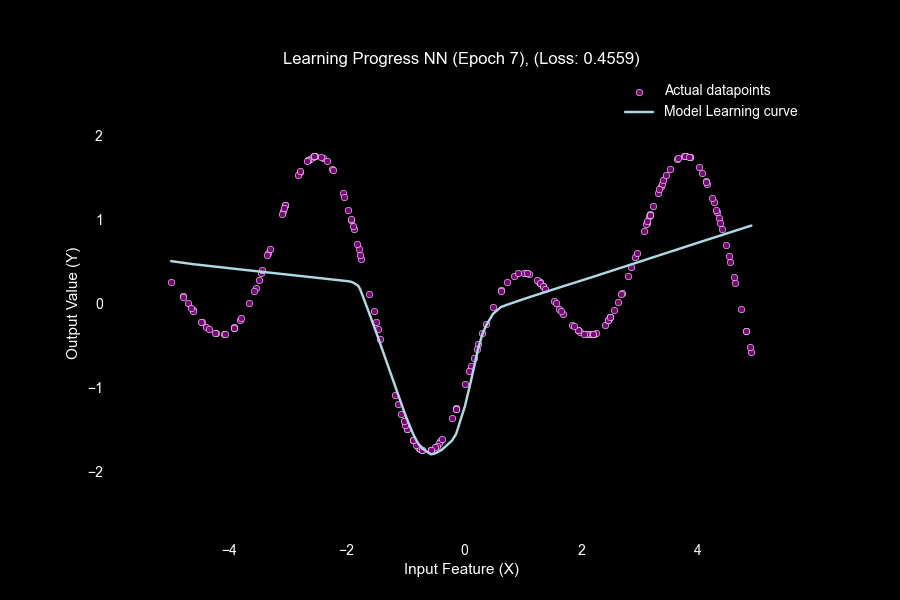 Learning Progress NN (Epoch 7), (Loss: 0.4559)
Actual datapoints
Model Learning curve
2
1
0
−1
−2
Output Value (Y)
−4
−2
0
2
4
Input Feature (X)